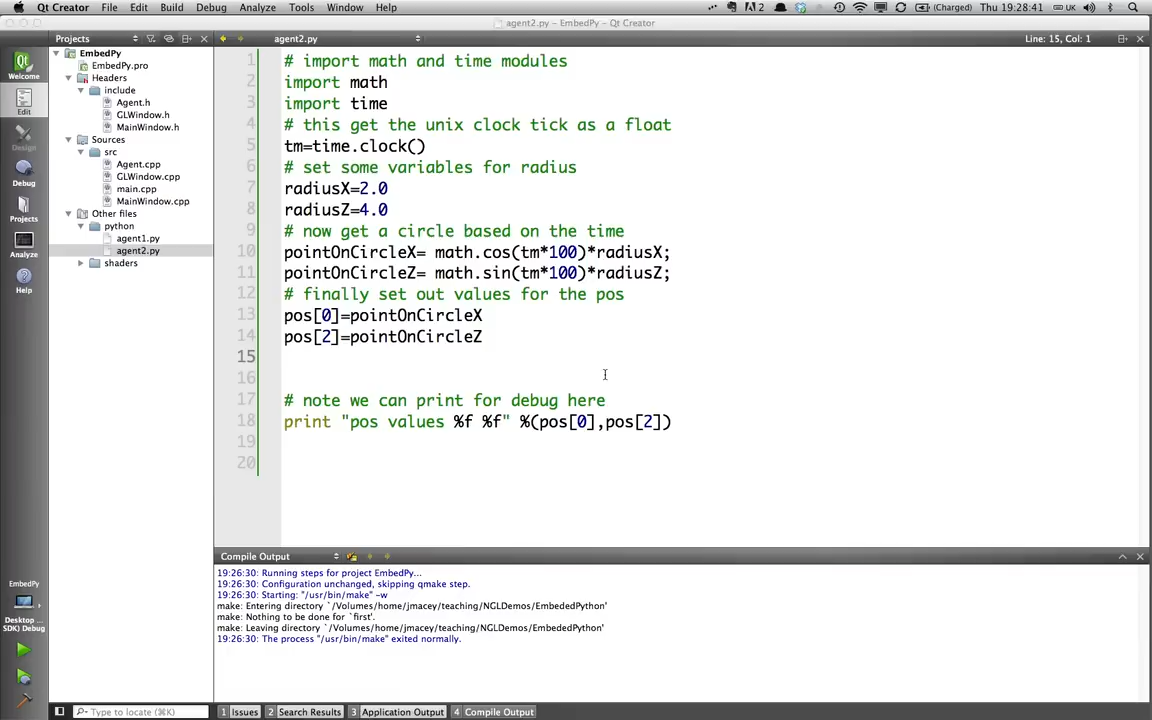 Qt Creator File Edit Build Debug Analyze Tools Window Help
2 (Charged) Thu 19:28:41 UK
agent2.py - EmbedPy - Qt Creator
Projects agent2.py Line: 15, Col: 1
Welcome
Edit
Design
Debug
Projects
Analyze
Help
EmbedPy
Desktop ...
SDK) Debug
EmbedPy
EmbedPy.pro
Headers
include
Agent.h
GLWindow.h
MainWindow.h
Sources
src
Agent.cpp
GLWindow.cpp
main.cpp
MainWindow.cpp
Other files
python
agent1.py
agent2.py
shaders
1 # import math and time modules
2 import math
3 import time
4 # this get the unix clock tick as a float
5 tm=time.clock()
6 # set some variables for radius
7 radiusX=2.0
8 radiusZ=4.0
9 # now get a circle based on the time
10 pointOnCircleX= math.cos(tm*100)*radiusX;
11 pointOnCircleZ= math.sin(tm*100)*radiusZ;
12 # finally set out values for the pos
13 pos[0]=pointOnCircleX
14 pos[2]=pointOnCircleZ
15
16
17 # note we can print for debug here
18 print "pos values %f %f" %(pos[0],pos[2])
19
20
Compile Output
19:26:30: Running steps for project EmbedPy...
19:26:30: Configuration unchanged, skipping qmake step.
19:26:30: Starting: "/usr/bin/make" -w
make: Entering directory `/Volumes/home/jmacey/teaching/NGLDemos/EmbededPython'
make: Nothing to be done for `first'.
make: Leaving directory `/Volumes/home/jmacey/teaching/NGLDemos/EmbededPython'
19:26:30: The process "/usr/bin/make" exited normally.
Type to locate (⌘K) 1 Issues 2 Search Results 3 Application Output 4 Compile Output